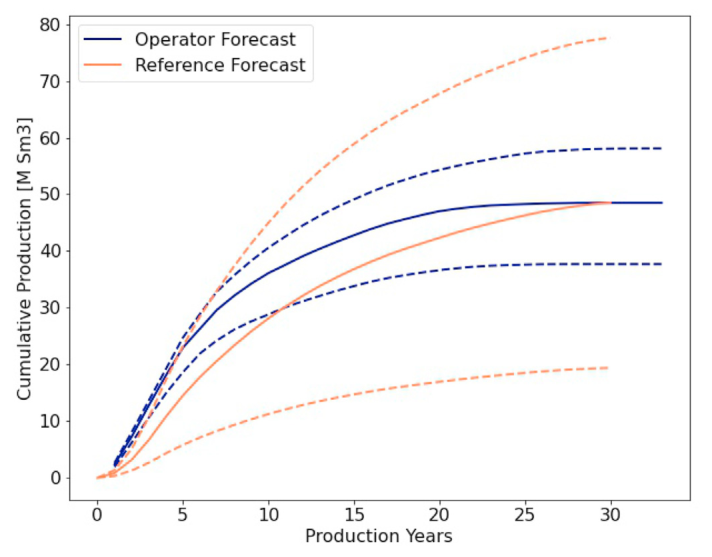 80
70
60
50
40
30
20
10
0
Cumulative Production [M Sm3]
Operator Forecast
Reference Forecast
0 5 10 15 20 25 30
Production Years